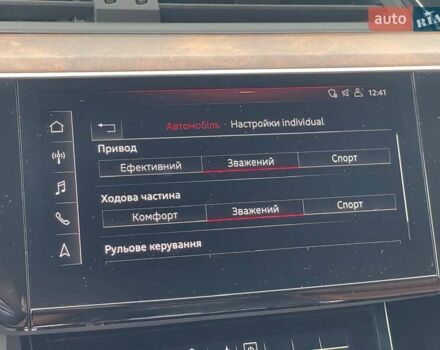 auto RIA
12:41
Автомобіль · Настройки individual
Привод
Ефективний Зважений Спорт
Ходова частина
Комфорт Зважений Спорт
Рульове керування